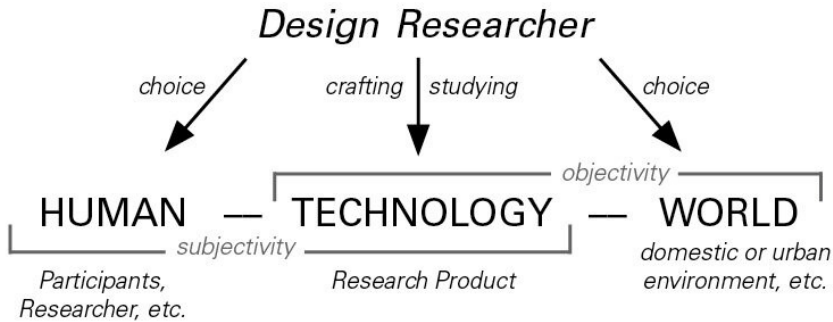 Design Researcher
choice crafting studying choice
objectivity
HUMAN — TECHNOLOGY — WORLD
subjectivity
Participants,
Researcher, etc.
Research Product
domestic or urban
environment, etc.